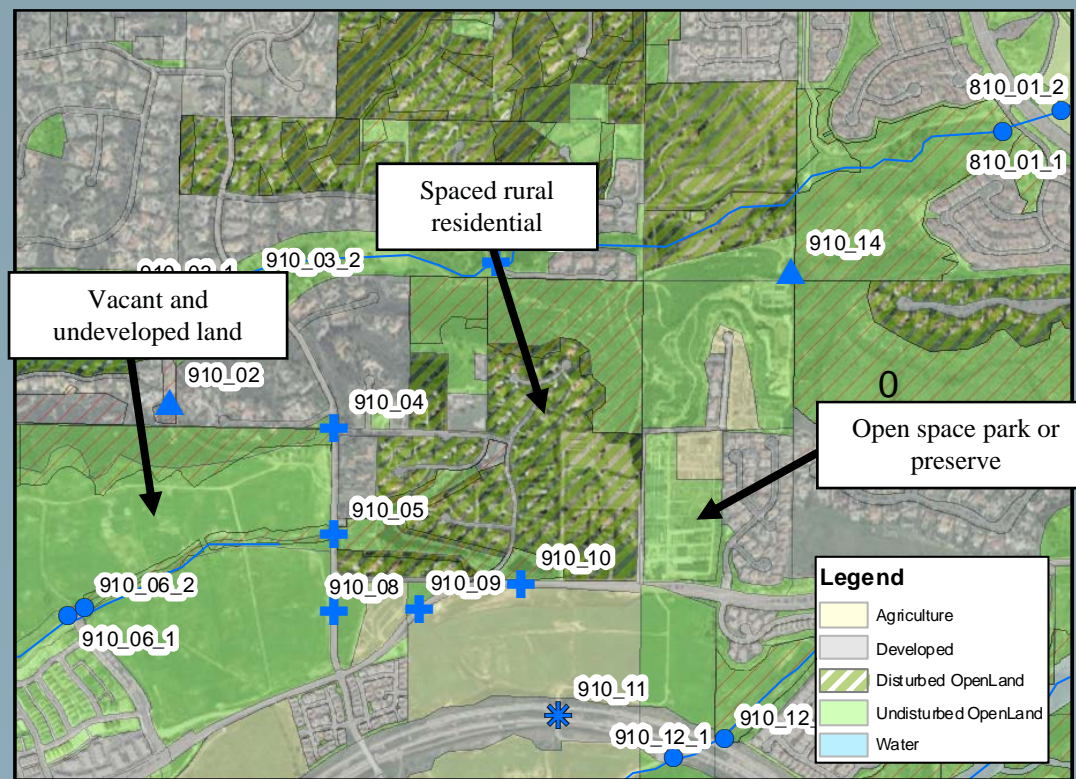 810_01_2
810_01_1
Spaced rural
residential
910_14
910_03_2
Vacant and
undeveloped land
910_02
0
910_04
Open space park or
preserve
910_05
910_10
910_06_2
910_08
910_09
910_06_1
Legend
Agriculture
Developed
Disturbed OpenLand
Undisturbed OpenLand
Water
910_11
910_12_1
910_12_